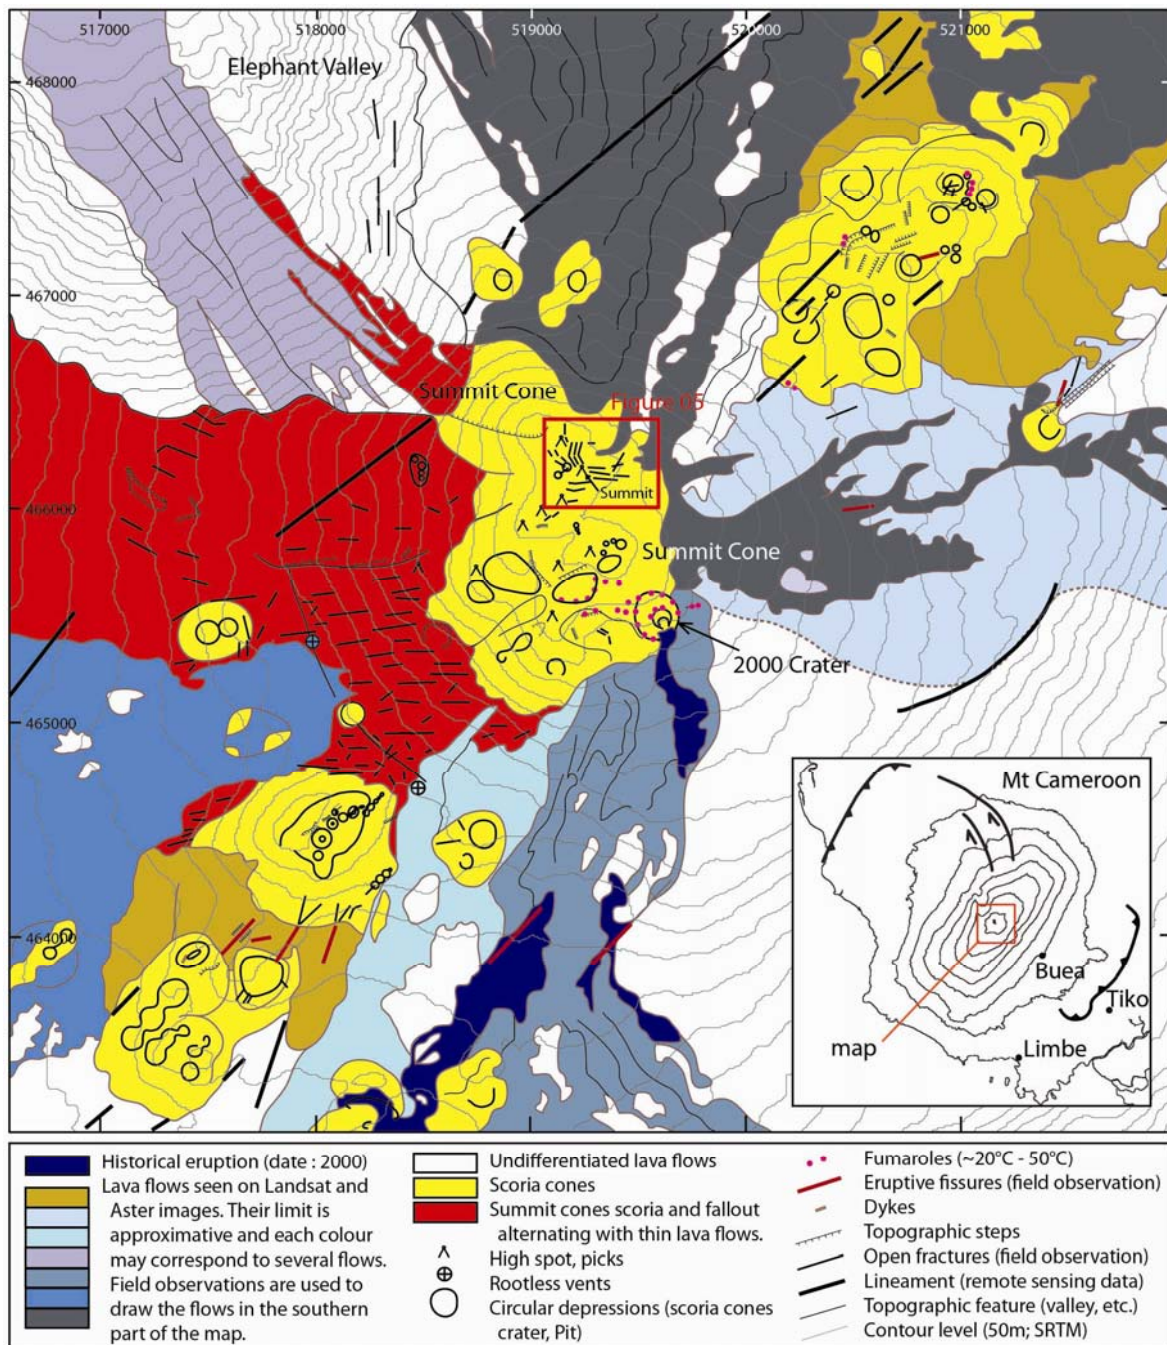 517000
518000
519000
520000
521000
468000
Elephant Valley
467000
Summit Cone
Figure 05
Summit
466000
Summit Cone
2000 Crater
465000
464000
Mt Cameroon
Buea
Tiko
map
Limbe
Historical eruption (date : 2000)
Lava flows seen on Landsat and
Aster images. Their limit is
approximative and each colour
may correspond to several flows.
Field observations are used to
draw the flows in the southern
part of the map.
Undifferentiated lava flows
Scoria cones
Summit cones scoria and fallout
alternating with thin lava flows.
High spot, picks
Rootless vents
Circular depressions (scoria cones
crater, Pit)
Fumaroles (~20°C - 50°C)
Eruptive fissures (field observation)
Dykes
Topographic steps
Open fractures (field observation)
Lineament (remote sensing data)
Topographic feature (valley, etc.)
Contour level (50m; SRTM)